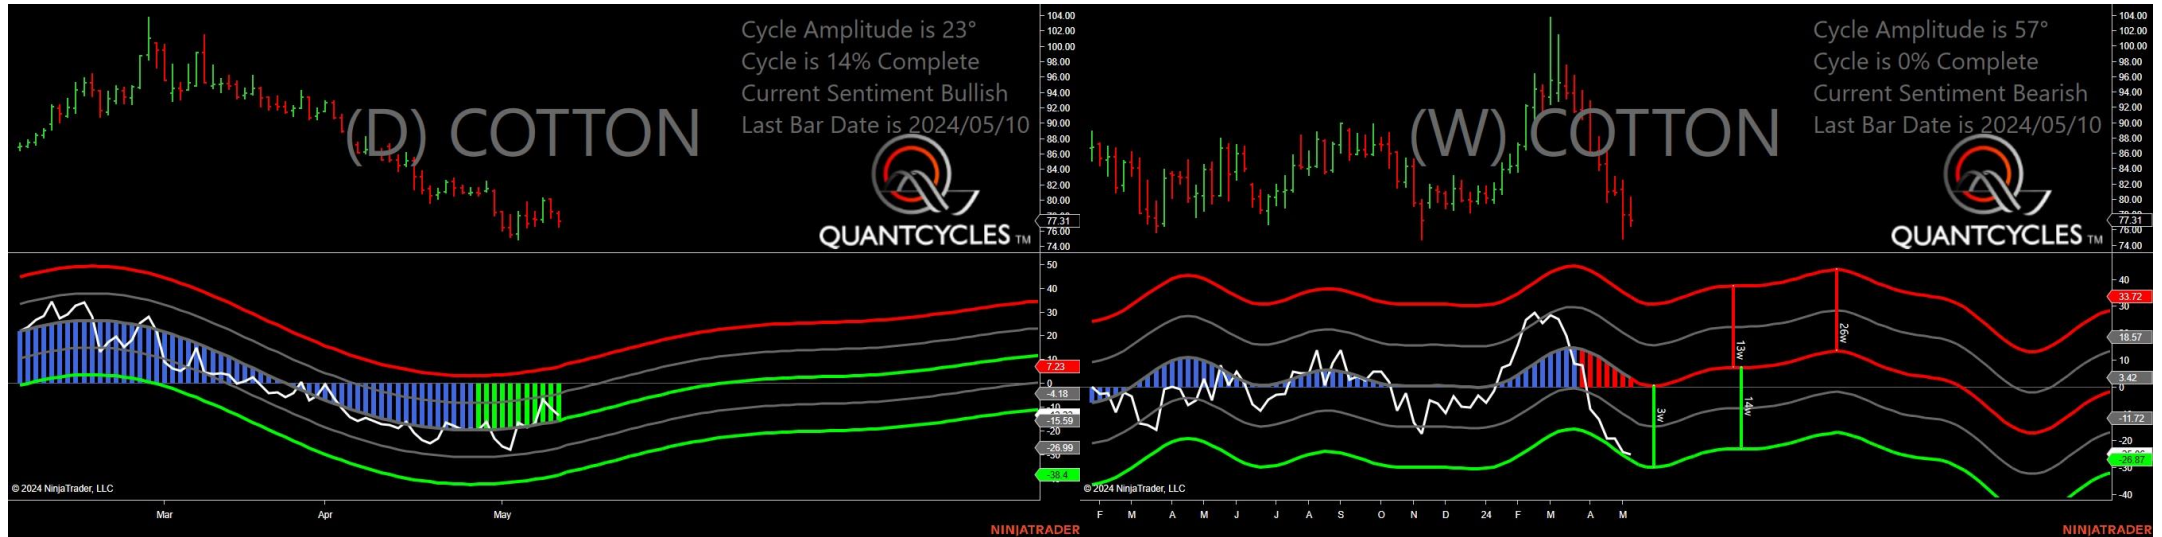 Cycle Amplitude is 23°
Cycle is 14% Complete
Current Sentiment Bullish
Last Bar Date is 2024/05/10
(D) COTTON
QUANTCYCLES TM
104.00
102.00
100.00
98.00
96.00
94.00
92.00
90.00
88.00
86.00
84.00
82.00
80.00
77.31
76.00
74.00
50
40
30
20
10
7.23
0
-4.18
-10
-15.59
-20
-26.99
-30
-38.4
© 2024 NinjaTrader, LLC
Mar Apr May
NINJATRADER
Cycle Amplitude is 57°
Cycle is 0% Complete
Current Sentiment Bearish
Last Bar Date is 2024/05/10
(W) COTTON
QUANTCYCLES TM
104.00
102.00
100.00
98.00
96.00
94.00
92.00
90.00
88.00
86.00
84.00
82.00
80.00
77.31
76.00
74.00
3w
13w
14w
26w
40
33.72
30
18.57
10
3.42
0
-11.72
-20
-26.87
-30
-40
© 2024 NinjaTrader, LLC
F M A M J J A S O N D 24 F M A M
NINJATRADER